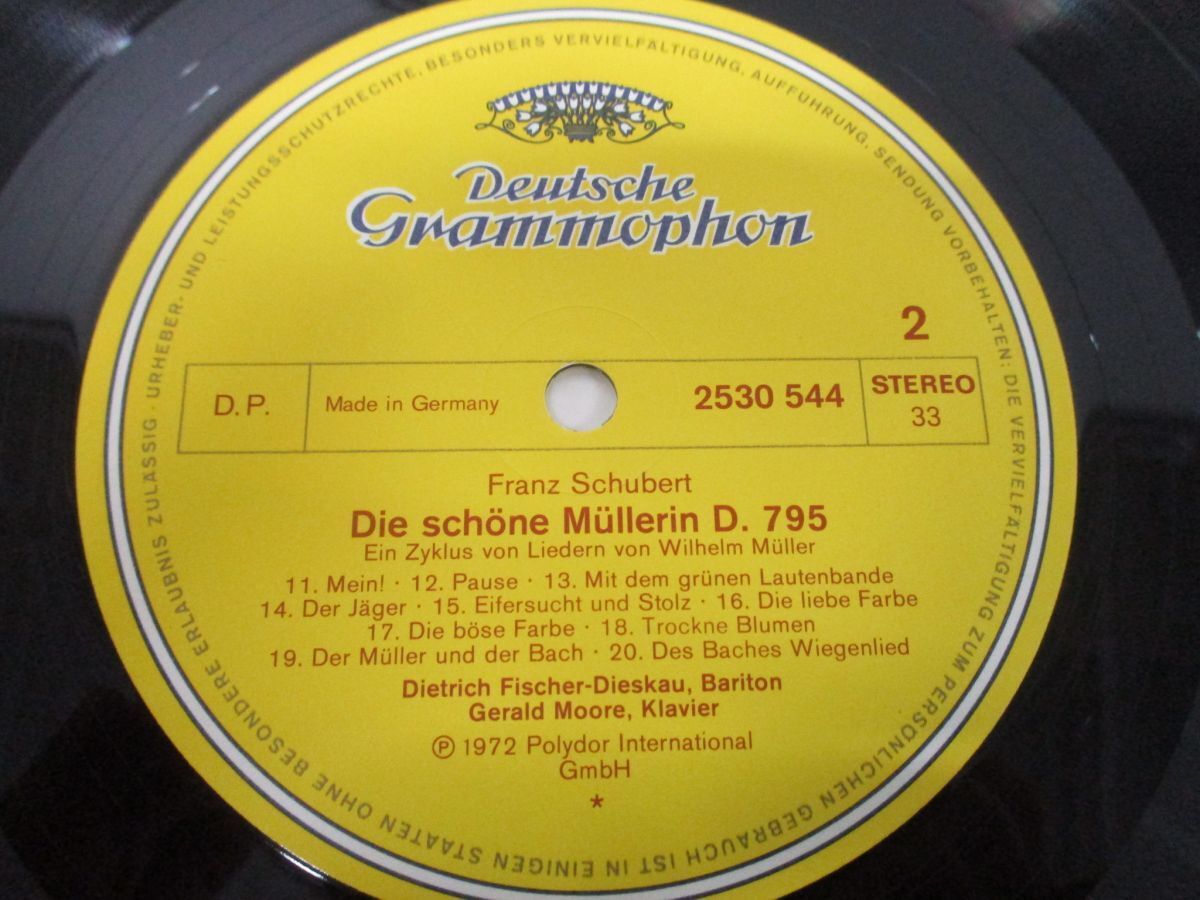 Deutsche
Grammophon
2
D.P.
Made in Germany
2530 544
STEREO
33
Franz Schubert
Die schöne Müllerin D. 795
Ein Zyklus von Liedern von Wilhelm Müller
11. Mein! · 12. Pause · 13. Mit dem grünen Lautenbande
14. Der Jäger · 15. Eifersucht und Stolz · 16. Die liebe Farbe
17. Die böse Farbe · 18. Trockne Blumen
19. Der Müller und der Bach · 20. Des Baches Wiegenlied
Dietrich Fischer-Dieskau, Bariton
Gerald Moore, Klavier
℗ 1972 Polydor International
GmbH
*
URHEBER- UND LEISTUNGSSCHUTZRECHTE, BESONDERS VERVIELFÄLTIGUNG, AUFFÜHRUNG, SENDUNG VORBEHALTEN: DIE VERVIELFÄLTIGUNG ZUM PERSÖNLICHEN GEBRAUCH IST IN EINIGEN STAATEN OHNE BESONDERE ERLAUBNIS ZULÄSSIG ·